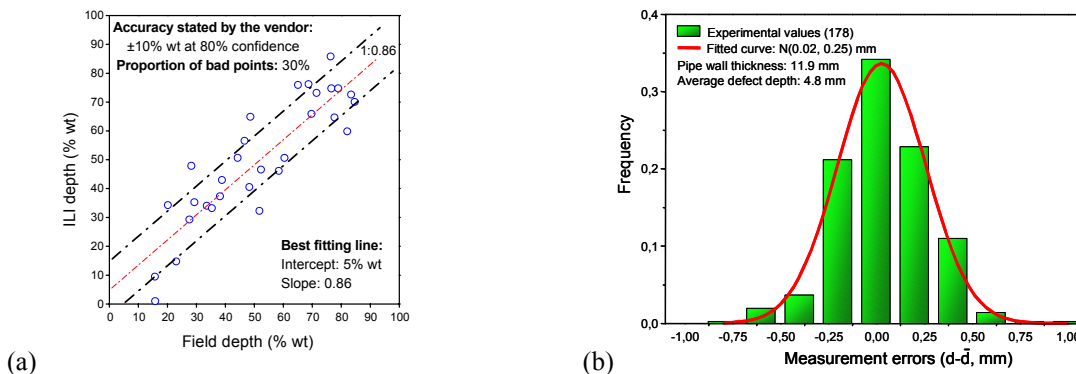 Accuracy stated by the vendor:
±10% wt at 80% confidence
Proportion of bad points: 30%
1:0.86
Best fitting line:
Intercept: 5% wt
Slope: 0.86
ILI depth (% wt)
100
90
80
70
60
50
40
30
20
10
0
0 10 20 30 40 50 60 70 80 90 100
Field depth (% wt)
(a)
Experimental values (178)
Fitted curve: N(0.02, 0.25) mm
Pipe wall thickness: 11.9 mm
Average defect depth: 4.8 mm
Frequency
0,4
0,3
0,2
0,1
0,0
-1,00 -0,75 -0,50 -0,25 0,00 0,25 0,50 0,75 1,00
Measurement errors (d-d̄, mm)
(b)